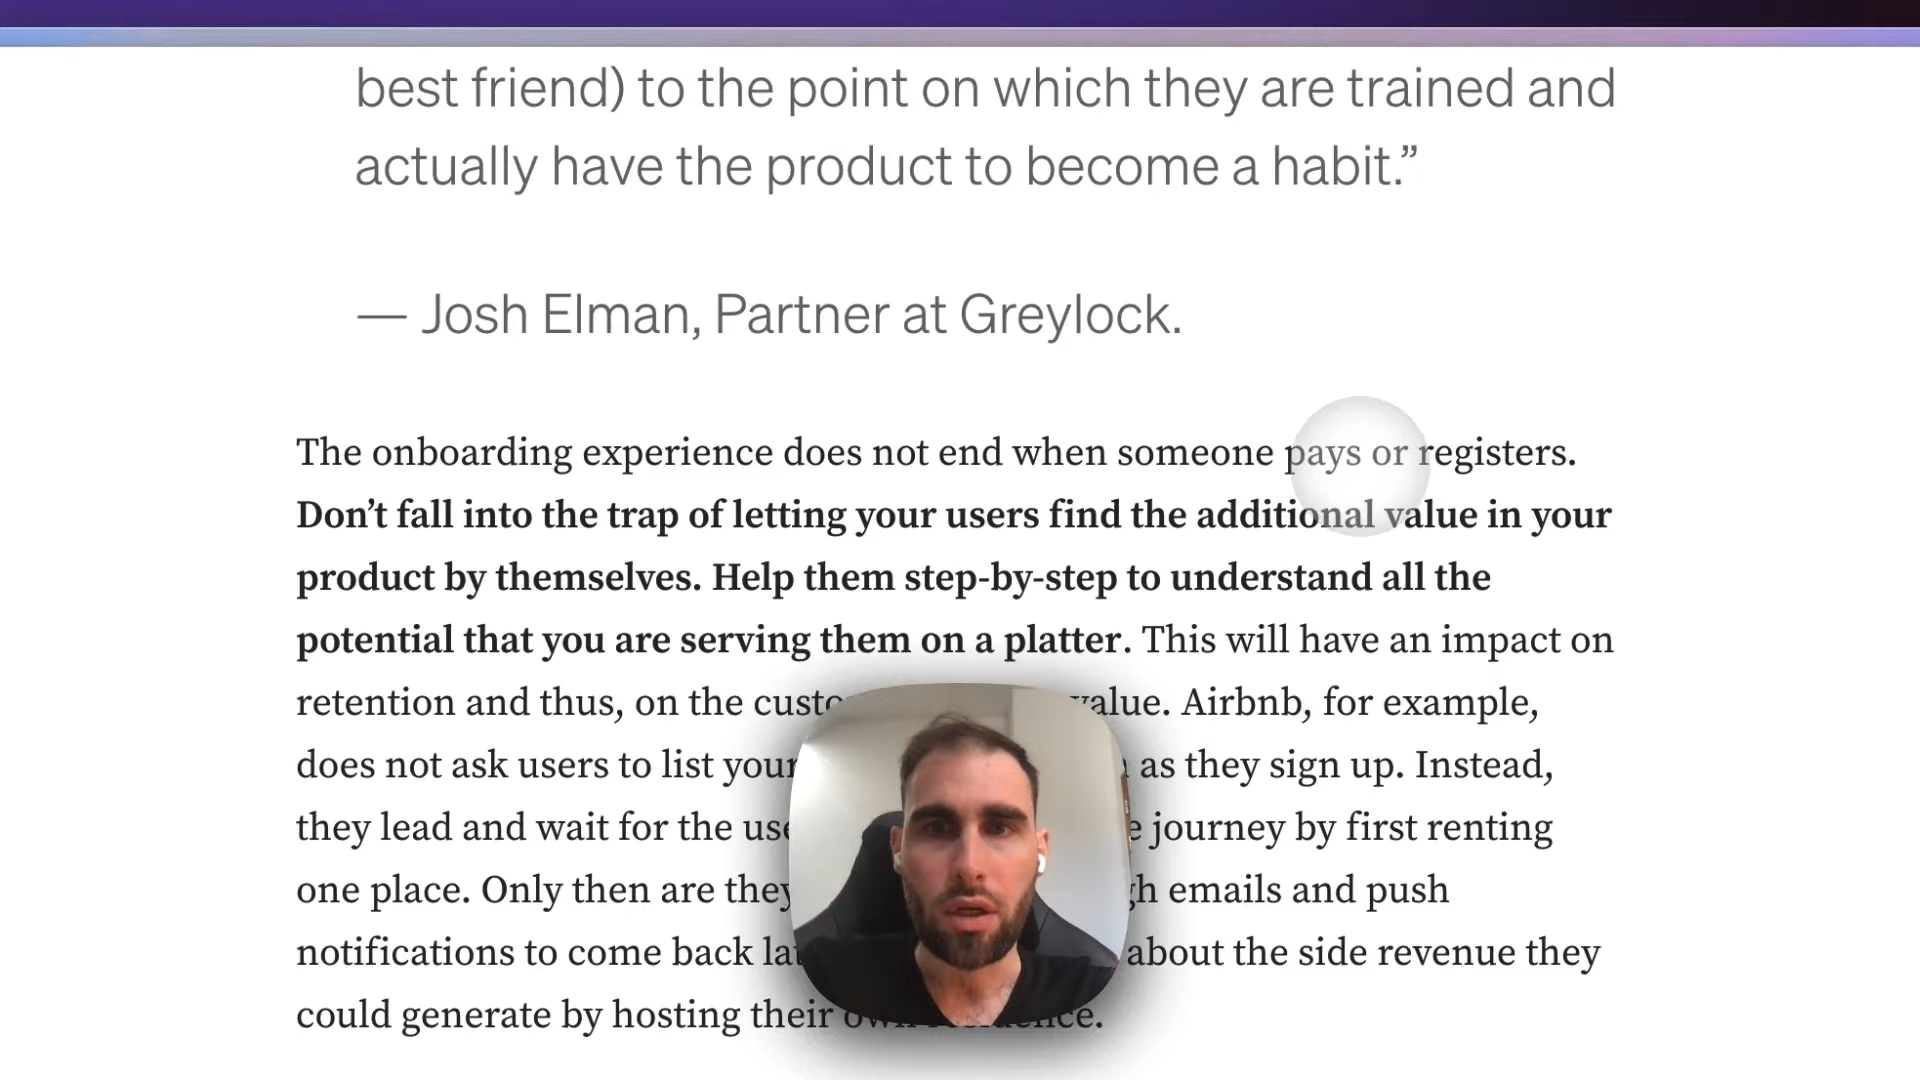 best friend) to the point on which they are trained and
actually have the product to become a habit.”
— Josh Elman, Partner at Greylock.
The onboarding experience does not end when someone pays or registers.
Don’t fall into the trap of letting your users find the additional value in your
product by themselves. Help them step-by-step to understand all the
potential that you are serving them on a platter. This will have an impact on
retention and thus, on the value. Airbnb, for example,
does not ask users to list your as they sign up. Instead,
they lead and wait for the journey by first renting
one place. Only then are they emails and push
notifications to come back about the side revenue they
could generate by hosting their own